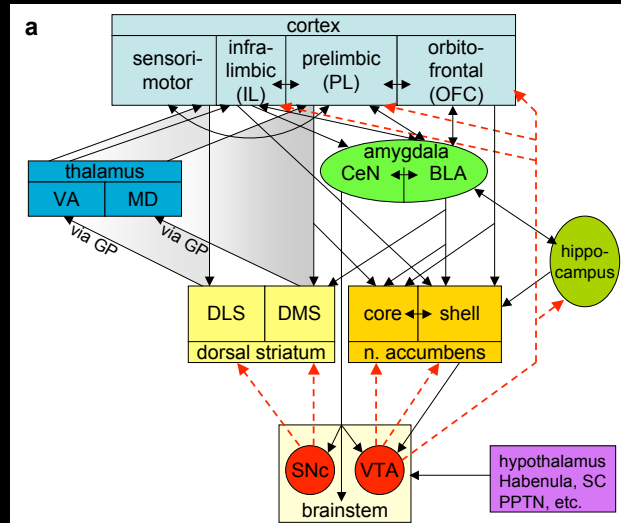 a
cortex
sensori-
motor
infra-
limbic
(IL)
prelimbic
(PL)
orbito-
frontal
(OFC)
amygdala
CeN
BLA
thalamus
VA
MD
via GP
via GP
hippo-
campus
DLS
DMS
dorsal striatum
core
shell
n. accumbens
SNc
VTA
brainstem
hypothalamus
Habenula, SC
PPTN, etc.